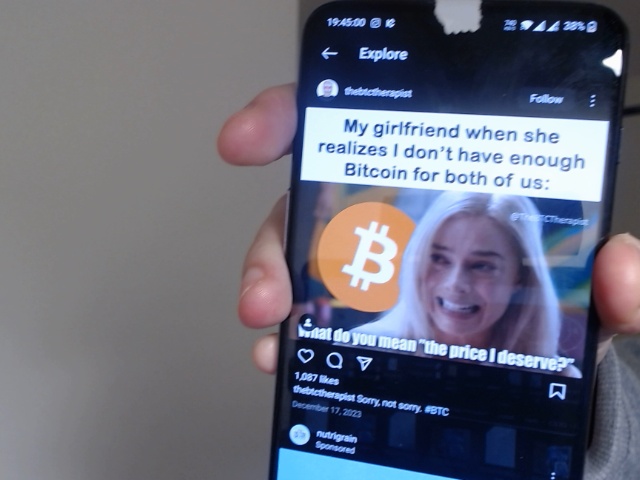 19:45:00
38%
Explore
thebtctherapist
Follow
My girlfriend when she
realizes I don't have enough
Bitcoin for both of us:
@TheBTCTherapist
What do you mean "the price I deserve?"
1,087 likes
thebtctherapist Sorry, not sorry. #BTC
December 17, 2023
nutrigrain
Sponsored